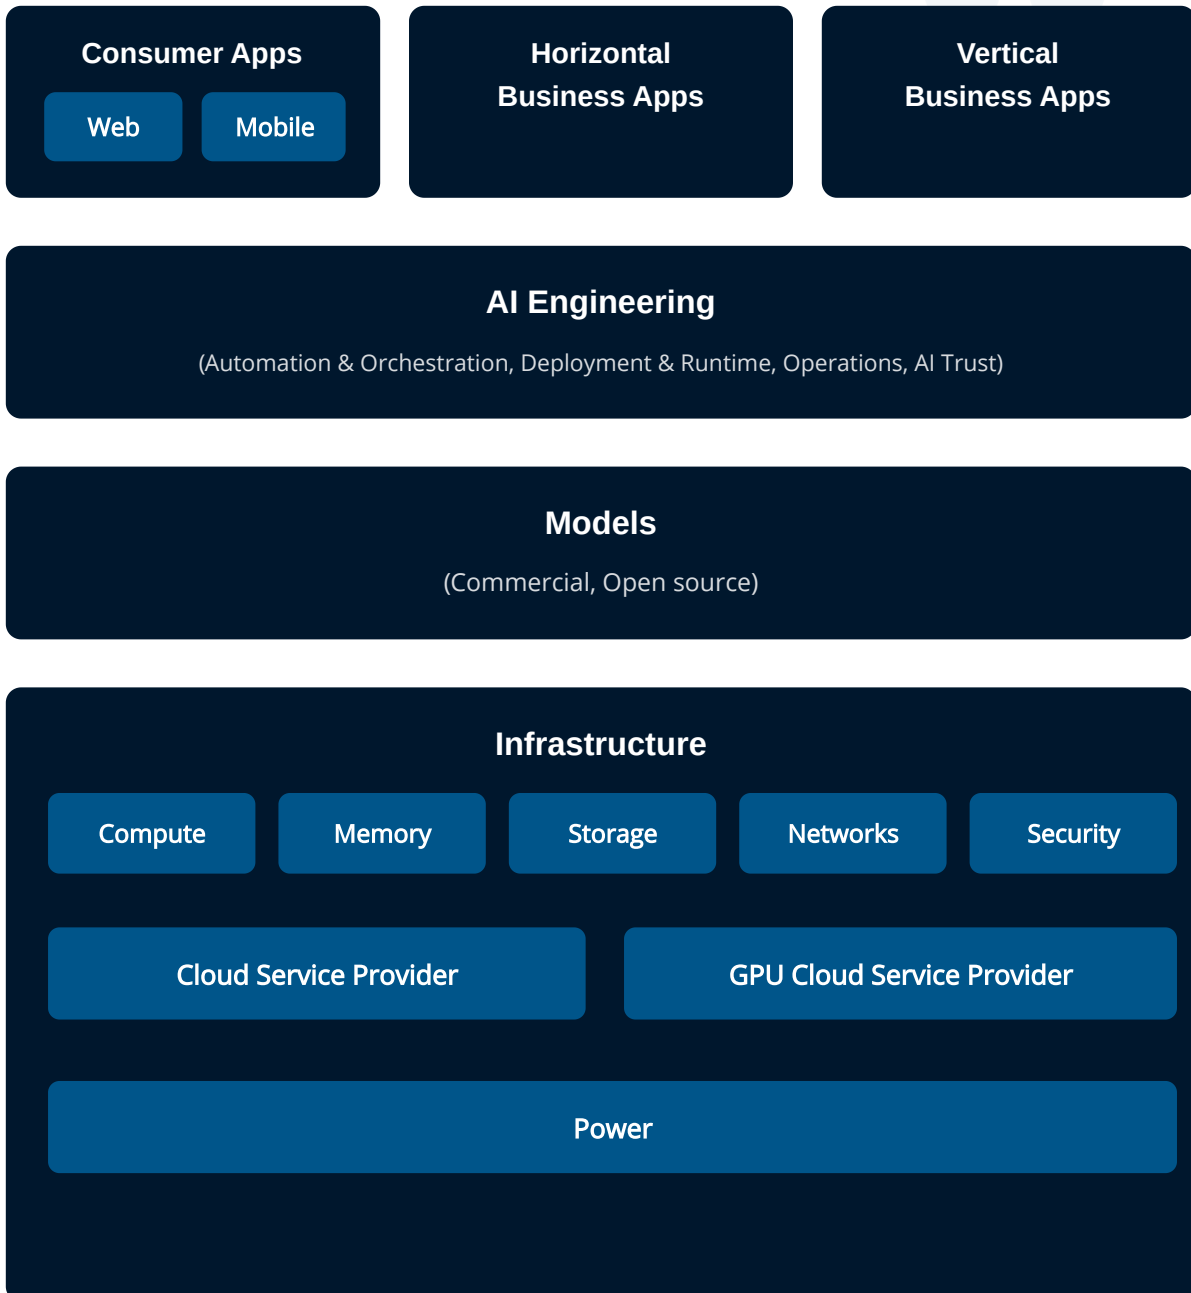 Consumer Apps
Web
Mobile
Horizontal
Business Apps
Vertical
Business Apps
AI Engineering
(Automation & Orchestration, Deployment & Runtime, Operations, AI Trust)
Models
(Commercial, Open source)
Infrastructure
Compute
Memory
Storage
Networks
Security
Cloud Service Provider
GPU Cloud Service Provider
Power